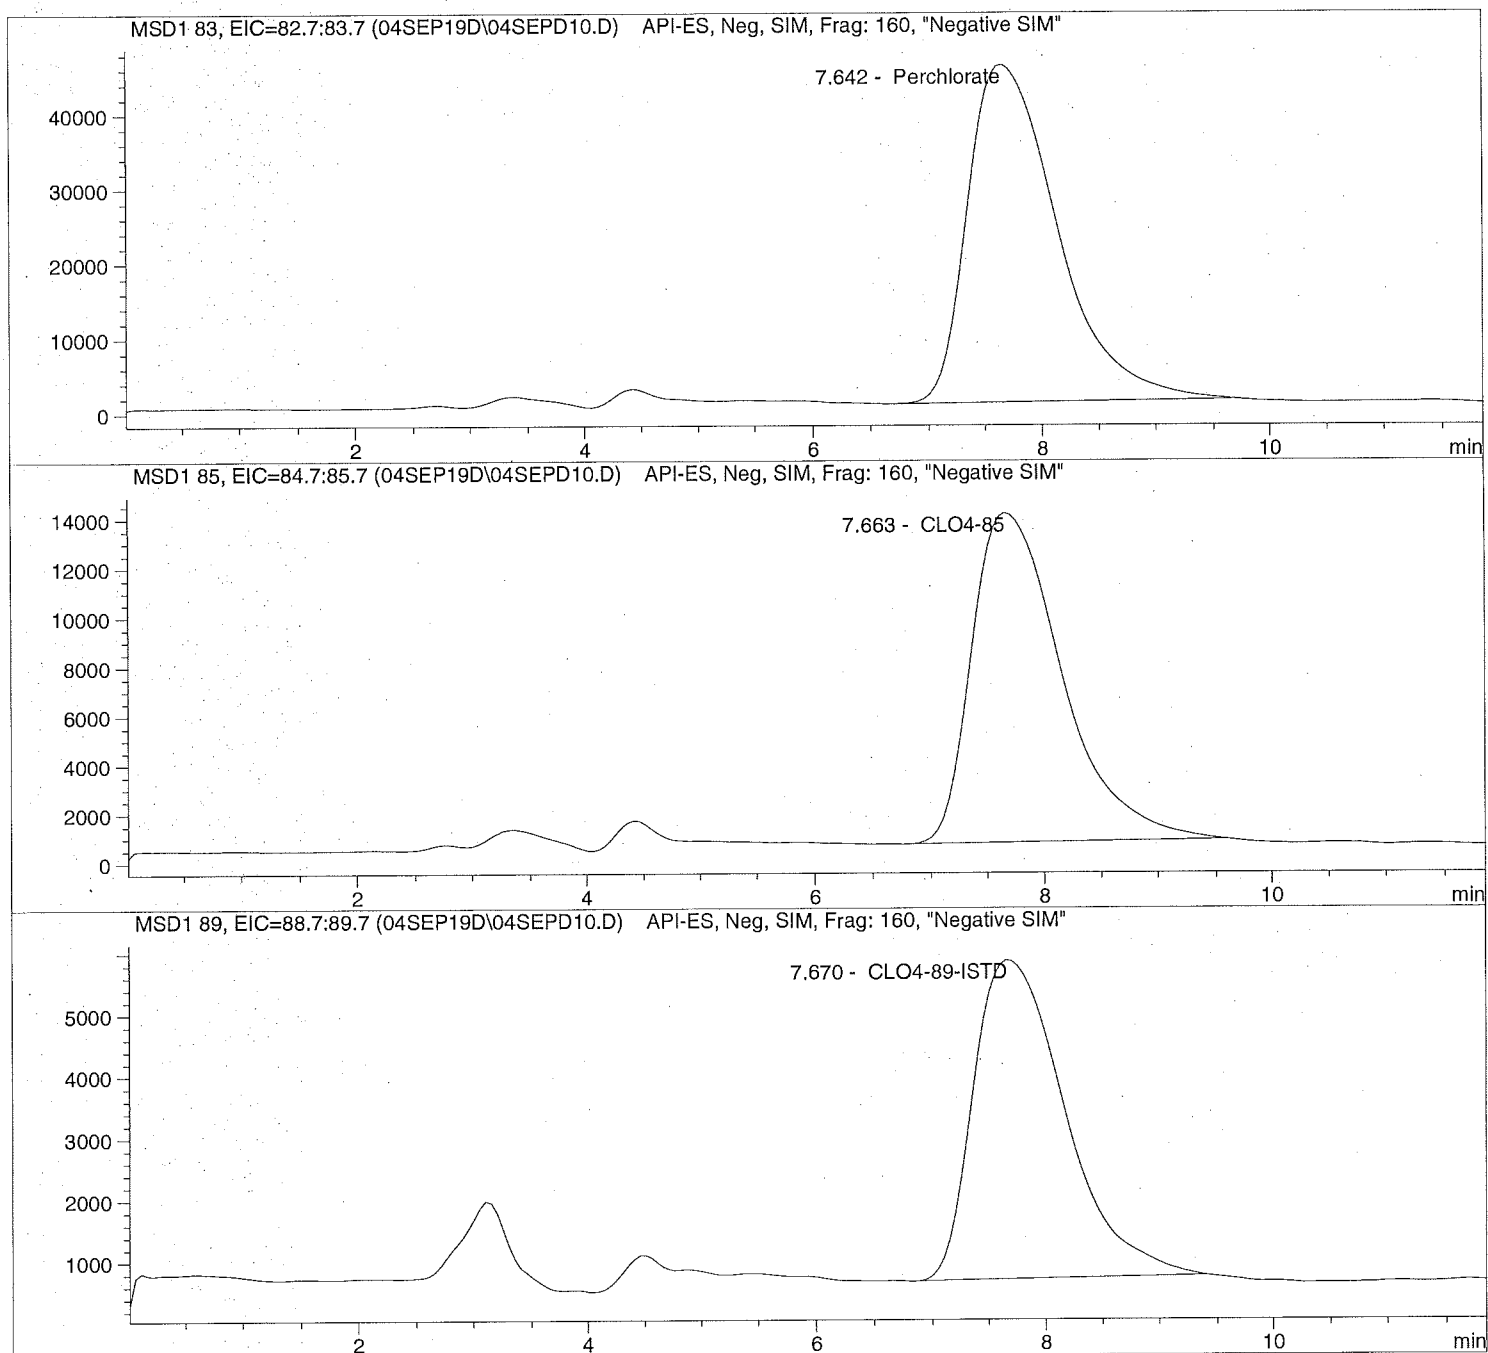 MSD1 83, EIC=82.7:83.7 (04SEP19D\04SEPD10.D) API-ES, Neg, SIM, Frag: 160, "Negative SIM"
7.642 - Perchlorate
40000
30000
20000
10000
0
2 4 6 8 10 min
MSD1 85, EIC=84.7:85.7 (04SEP19D\04SEPD10.D) API-ES, Neg, SIM, Frag: 160, "Negative SIM"
14000
7.663 - CLO4-85
12000
10000
8000
6000
4000
2000
0
2 4 6 8 10 min
MSD1 89, EIC=88.7:89.7 (04SEP19D\04SEPD10.D) API-ES, Neg, SIM, Frag: 160, "Negative SIM"
7.670 - CLO4-89-ISTD
5000
4000
3000
2000
1000
2 4 6 8 10 min